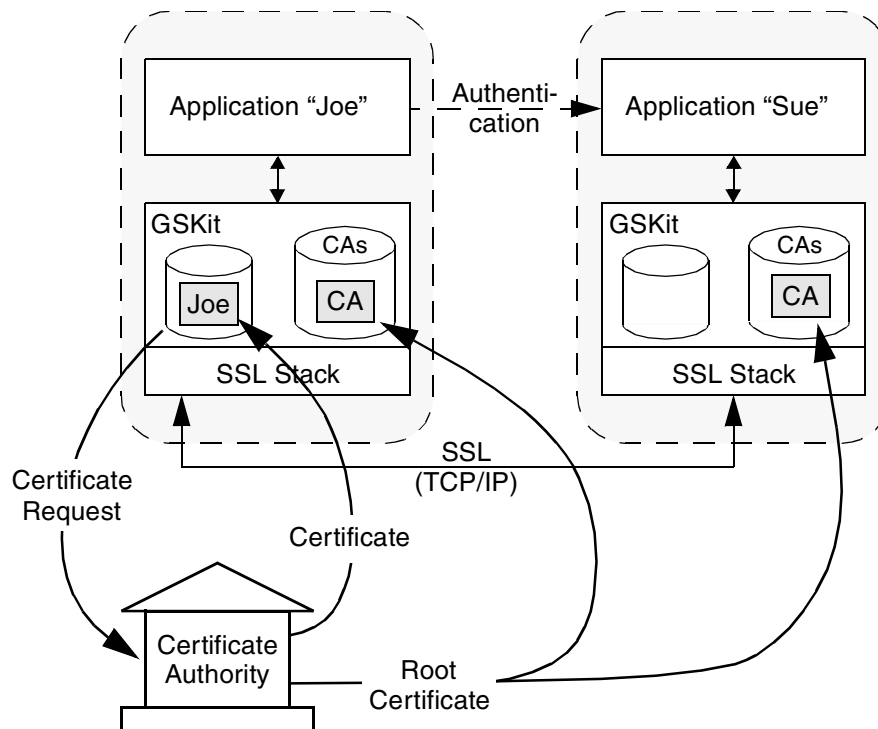 Application “Joe”
Authenti-
cation
Application “Sue”
GSKit
CAs
Joe
CA
SSL Stack
GSKit
CAs
CA
SSL Stack
SSL
(TCP/IP)
Certificate
Request
Certificate
Certificate
Authority
Root
Certificate